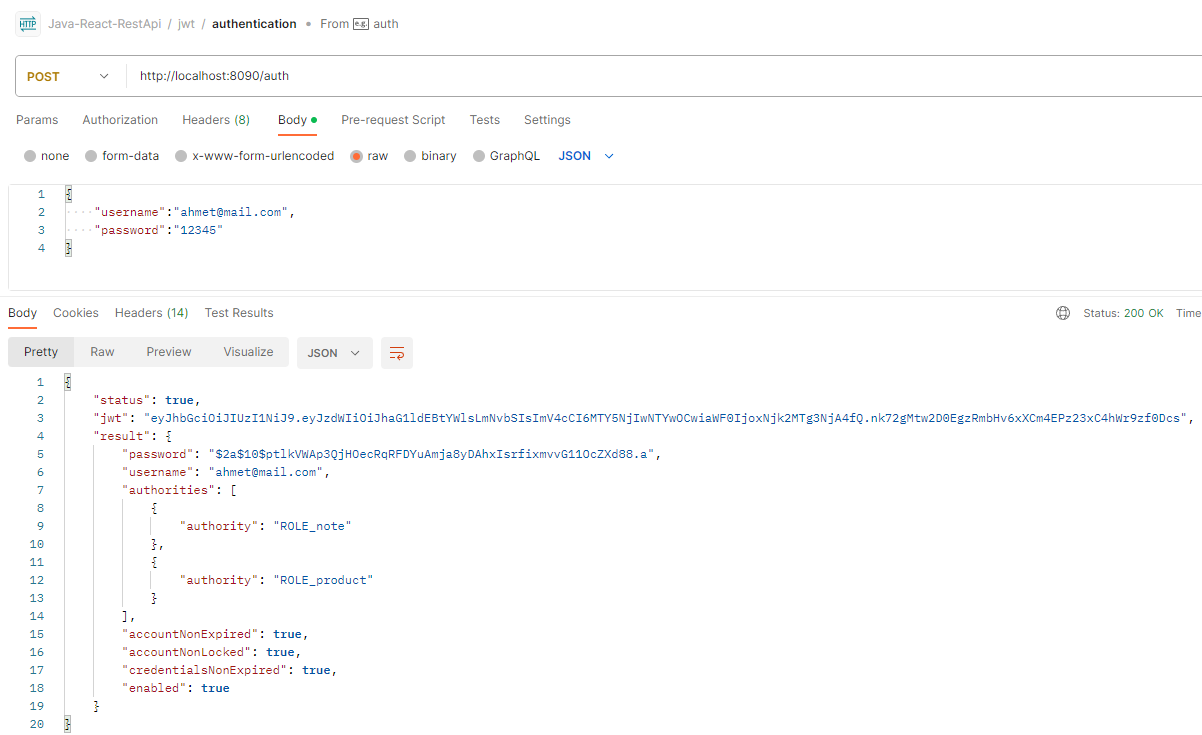 HTTP Java-React-RestApi / jwt / authentication • From e.g. auth
POST http://localhost:8090/auth
Params Authorization Headers (8) Body Pre-request Script Tests Settings
none form-data x-www-form-urlencoded raw binary GraphQL JSON
1 {
2 ····"username":"ahmet@mail.com",
3 ····"password":"12345"
4 }
Body Cookies Headers (14) Test Results Status: 200 OK Time
Pretty Raw Preview Visualize JSON
1 {
2 "status": true,
3 "jwt": "eyJhbGciOiJIUzI1NiJ9.eyJzdWIiOiJhaG1ldEBtYWlsLmNvbSIsImV4cCI6MTY5NjIwNTYwOCwiaWF0IjoxNjk2MTg3NjA4fQ.nk72gMtw2D0EgzRmbHv6xXCm4EPz23xC4hWr9zf0Dcs",
4 "result": {
5 "password": "$2a$10$ptlkVWAp3QjHOecRqRFDYuAmja8yDAhxIsrfixmvvG11OcZXd88.a",
6 "username": "ahmet@mail.com",
7 "authorities": [
8 {
9 "authority": "ROLE_note"
10 },
11 {
12 "authority": "ROLE_product"
13 }
14 ],
15 "accountNonExpired": true,
16 "accountNonLocked": true,
17 "credentialsNonExpired": true,
18 "enabled": true
19 }
20 }